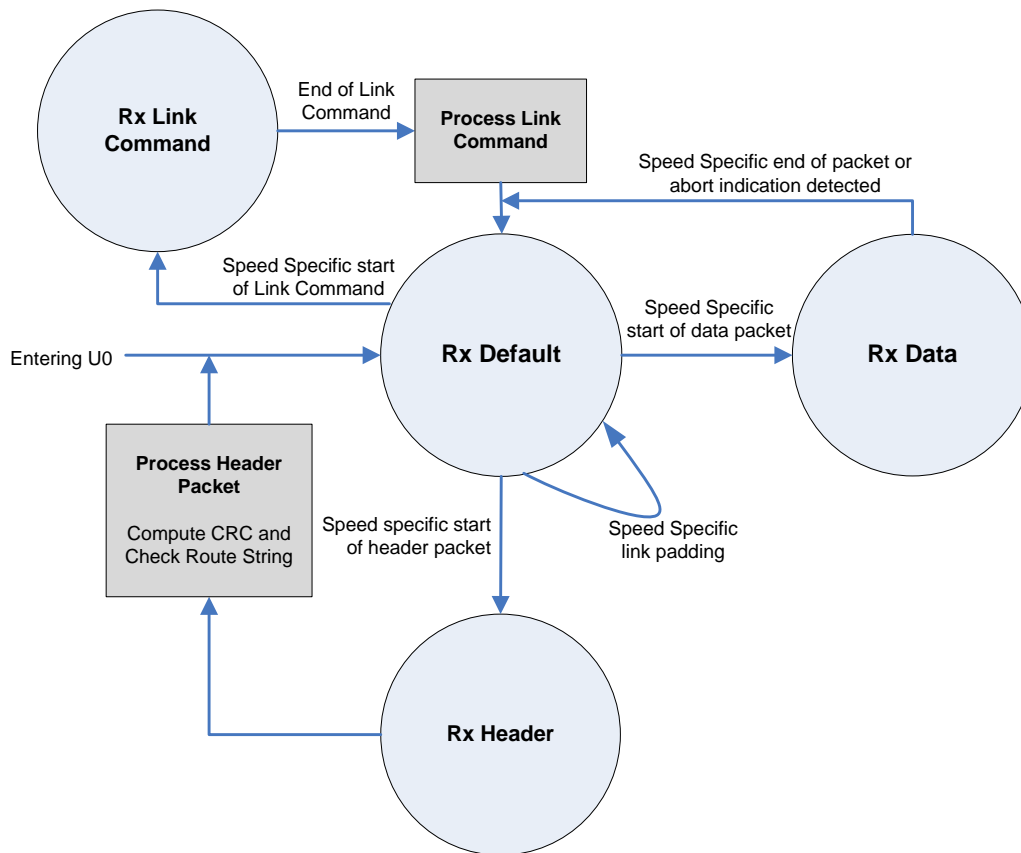 End of Link
Command
Rx Link
Command
Process Link
Command
Speed Specific end of packet or
abort indication detected
Speed Specific start
of Link Command
Speed Specific
start of data packet
Entering U0
Rx Default
Rx Data
Process Header
Packet
Compute CRC and
Check Route String
Speed specific start
of header packet
Speed Specific
link padding
Rx Header